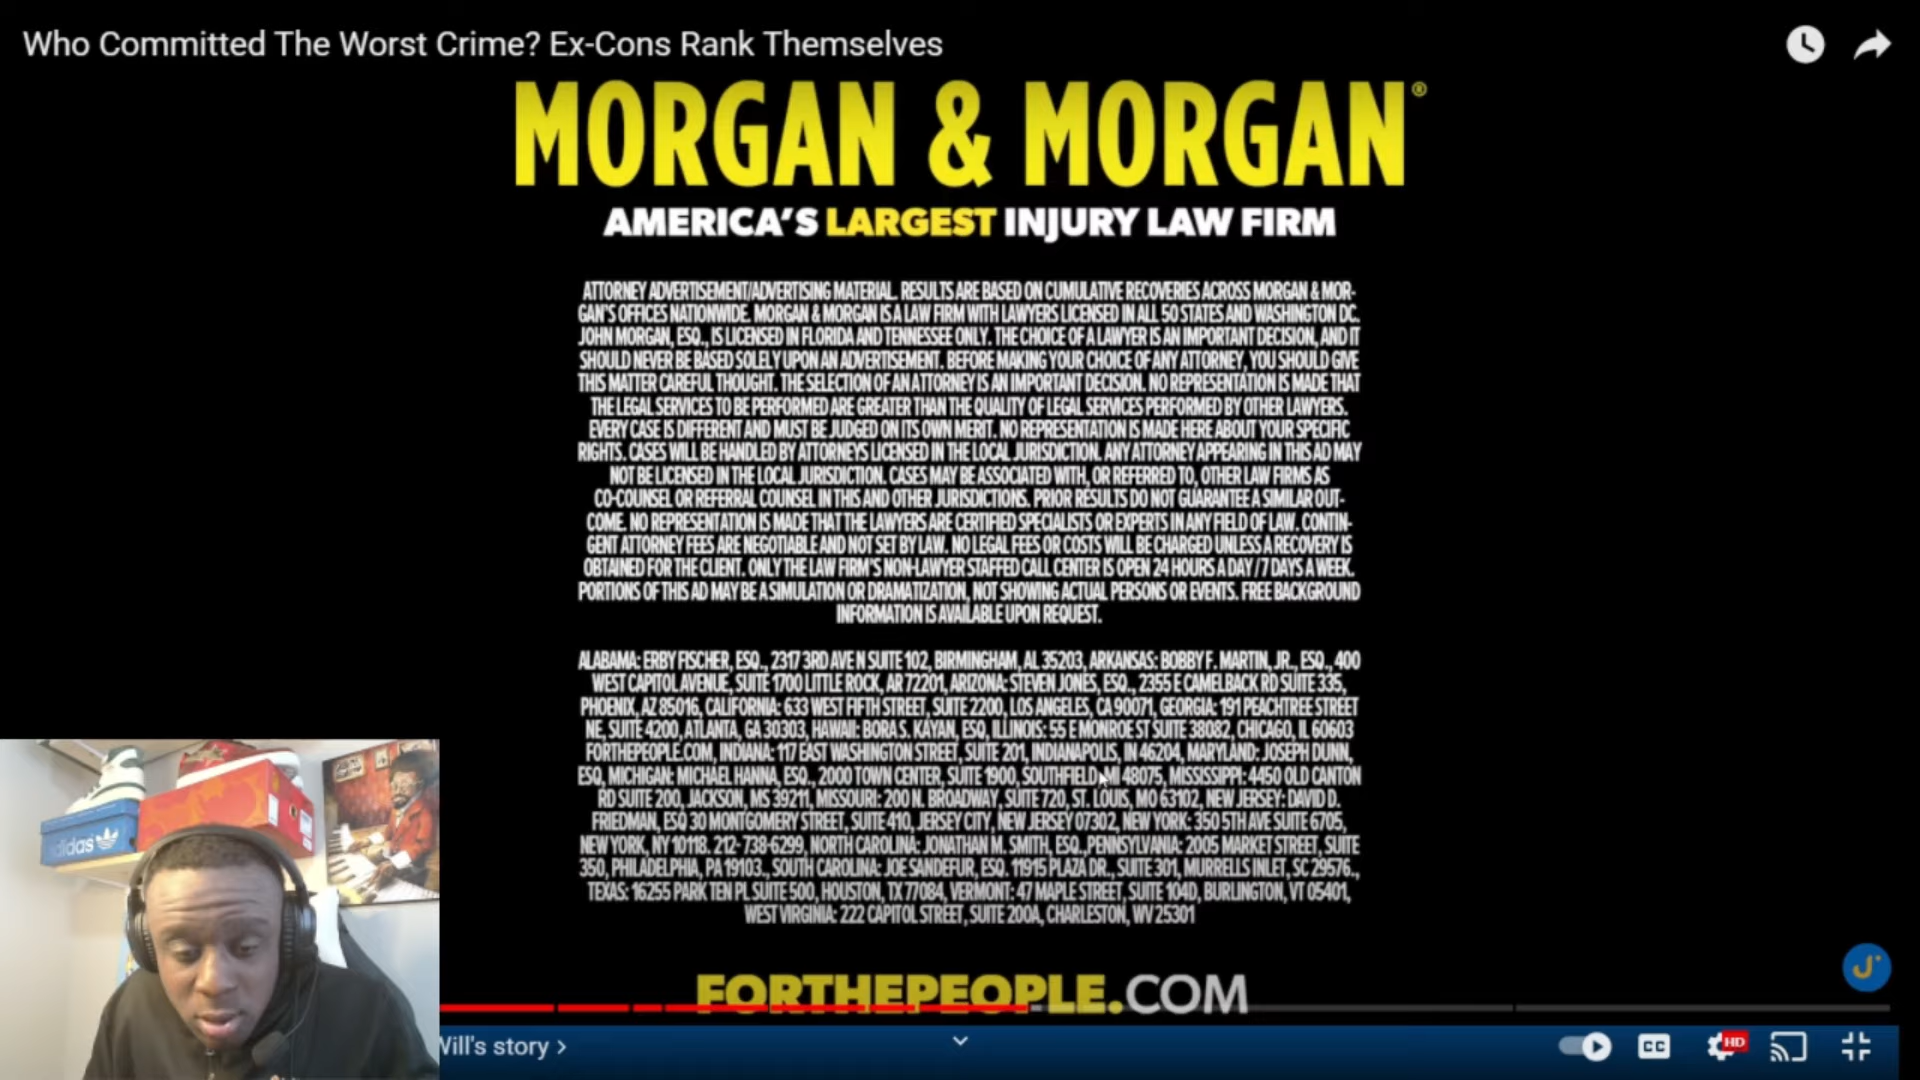 Who Committed The Worst Crime? Ex-Cons Rank Themselves
MORGAN & MORGAN®
AMERICA'S LARGEST INJURY LAW FIRM
ATTORNEY ADVERTISEMENT/ADVERTISING MATERIAL. RESULTS ARE BASED ON CUMULATIVE RECOVERIES ACROSS MORGAN & MOR-
GAN'S OFFICES NATIONWIDE. MORGAN & MORGAN IS A LAW FIRM WITH LAWYERS LICENSED IN ALL 50 STATES AND WASHINGTON DC.
JOHN MORGAN, ESQ., IS LICENSED IN FLORIDA AND TENNESSEE ONLY. THE CHOICE OF A LAWYER IS AN IMPORTANT DECISION, AND IT
SHOULD NEVER BE BASED SOLELY UPON AN ADVERTISEMENT. BEFORE MAKING YOUR CHOICE OF ANY ATTORNEY, YOU SHOULD GIVE
THIS MATTER CAREFUL THOUGHT. THE SELECTION OF AN ATTORNEY IS AN IMPORTANT DECISION. NO REPRESENTATION IS MADE THAT
THE LEGAL SERVICES TO BE PERFORMED ARE GREATER THAN THE QUALITY OF LEGAL SERVICES PERFORMED BY OTHER LAWYERS.
EVERY CASE IS DIFFERENT AND MUST BE JUDGED ON ITS OWN MERIT. NO REPRESENTATION IS MADE HERE ABOUT YOUR SPECIFIC
RIGHTS. CASES WILL BE HANDLED BY ATTORNEYS LICENSED IN THE LOCAL JURISDICTION. ANY ATTORNEY APPEARING IN THIS AD MAY
NOT BE LICENSED IN THE LOCAL JURISDICTION. CASES MAY BE ASSOCIATED WITH, OR REFERRED TO, OTHER LAW FIRMS AS
CO-COUNSEL OR REFERRAL COUNSEL IN THIS AND OTHER JURISDICTIONS. PRIOR RESULTS DO NOT GUARANTEE A SIMILAR OUT-
COME. NO REPRESENTATION IS MADE THAT THE LAWYERS ARE CERTIFIED SPECIALISTS OR EXPERTS IN ANY FIELD OF LAW. CONTIN-
GENT ATTORNEY FEES ARE NEGOTIABLE AND NOT SET BY LAW. NO LEGAL FEES OR COSTS WILL BE CHARGED UNLESS A RECOVERY IS
OBTAINED FOR THE CLIENT. ONLY THE LAW FIRM'S NON-LAWYER STAFFED CALL CENTER IS OPEN 24 HOURS A DAY / 7 DAYS A WEEK.
PORTIONS OF THIS AD MAY BE A SIMULATION OR DRAMATIZATION, NOT SHOWING ACTUAL PERSONS OR EVENTS. FREE BACKGROUND
INFORMATION IS AVAILABLE UPON REQUEST.
ALABAMA: ERBY FISCHER, ESQ., 2317 3RD AVE N SUITE 102, BIRMINGHAM, AL 35203, ARKANSAS: BOBBY F. MARTIN, JR., ESQ., 400
WEST CAPITOL AVENUE, SUITE 1700 LITTLE ROCK, AR 72201, ARIZONA: STEVEN JONES, ESQ., 2355 E CAMELBACK RD SUITE 335,
PHOENIX, AZ 85016, CALIFORNIA: 633 WEST FIFTH STREET, SUITE 2200, LOS ANGELES, CA 90071, GEORGIA: 191 PEACHTREE STREET
NE, SUITE 4200, ATLANTA, GA 30303, HAWAII: BORA S. KAYAN, ESQ, ILLINOIS: 55 E MONROE ST SUITE 38082, CHICAGO, IL 60603
FORTHEPEOPLE.COM, INDIANA: 117 EAST WASHINGTON STREET, SUITE 201, INDIANAPOLIS, IN 46204, MARYLAND: JOSEPH DUNN,
ESQ, MICHIGAN: MICHAEL HANNA, ESQ., 2000 TOWN CENTER, SUITE 1900, SOUTHFIELD MI 48075, MISSISSIPPI: 4450 OLD CANTON
RD SUITE 200, JACKSON, MS 39211, MISSOURI: 200 N. BROADWAY, SUITE 720, ST. LOUIS, MO 63102, NEW JERSEY: DAVID D.
FRIEDMAN, ESQ 30 MONTGOMERY STREET, SUITE 410, JERSEY CITY, NEW JERSEY 07302, NEW YORK: 350 5TH AVE SUITE 6705,
NEW YORK, NY 10118. 212-738-6299, NORTH CAROLINA: JONATHAN M. SMITH, ESQ.,PENNSYLVANIA: 2005 MARKET STREET, SUITE
350, PHILADELPHIA, PA 19103., SOUTH CAROLINA: JOE SANDEFUR, ESQ. 11915 PLAZA DR., SUITE 301, MURRELLS INLET, SC 29576.,
TEXAS: 16255 PARK TEN PL SUITE 500, HOUSTON, TX 77084, VERMONT: 47 MAPLE STREET, SUITE 104D, BURLINGTON, VT 05401,
WEST VIRGINIA: 222 CAPITOL STREET, SUITE 200A, CHARLESTON, WV 25301
adidas
FORTHEPEOPLE.COM
Will's story >
CC
HD